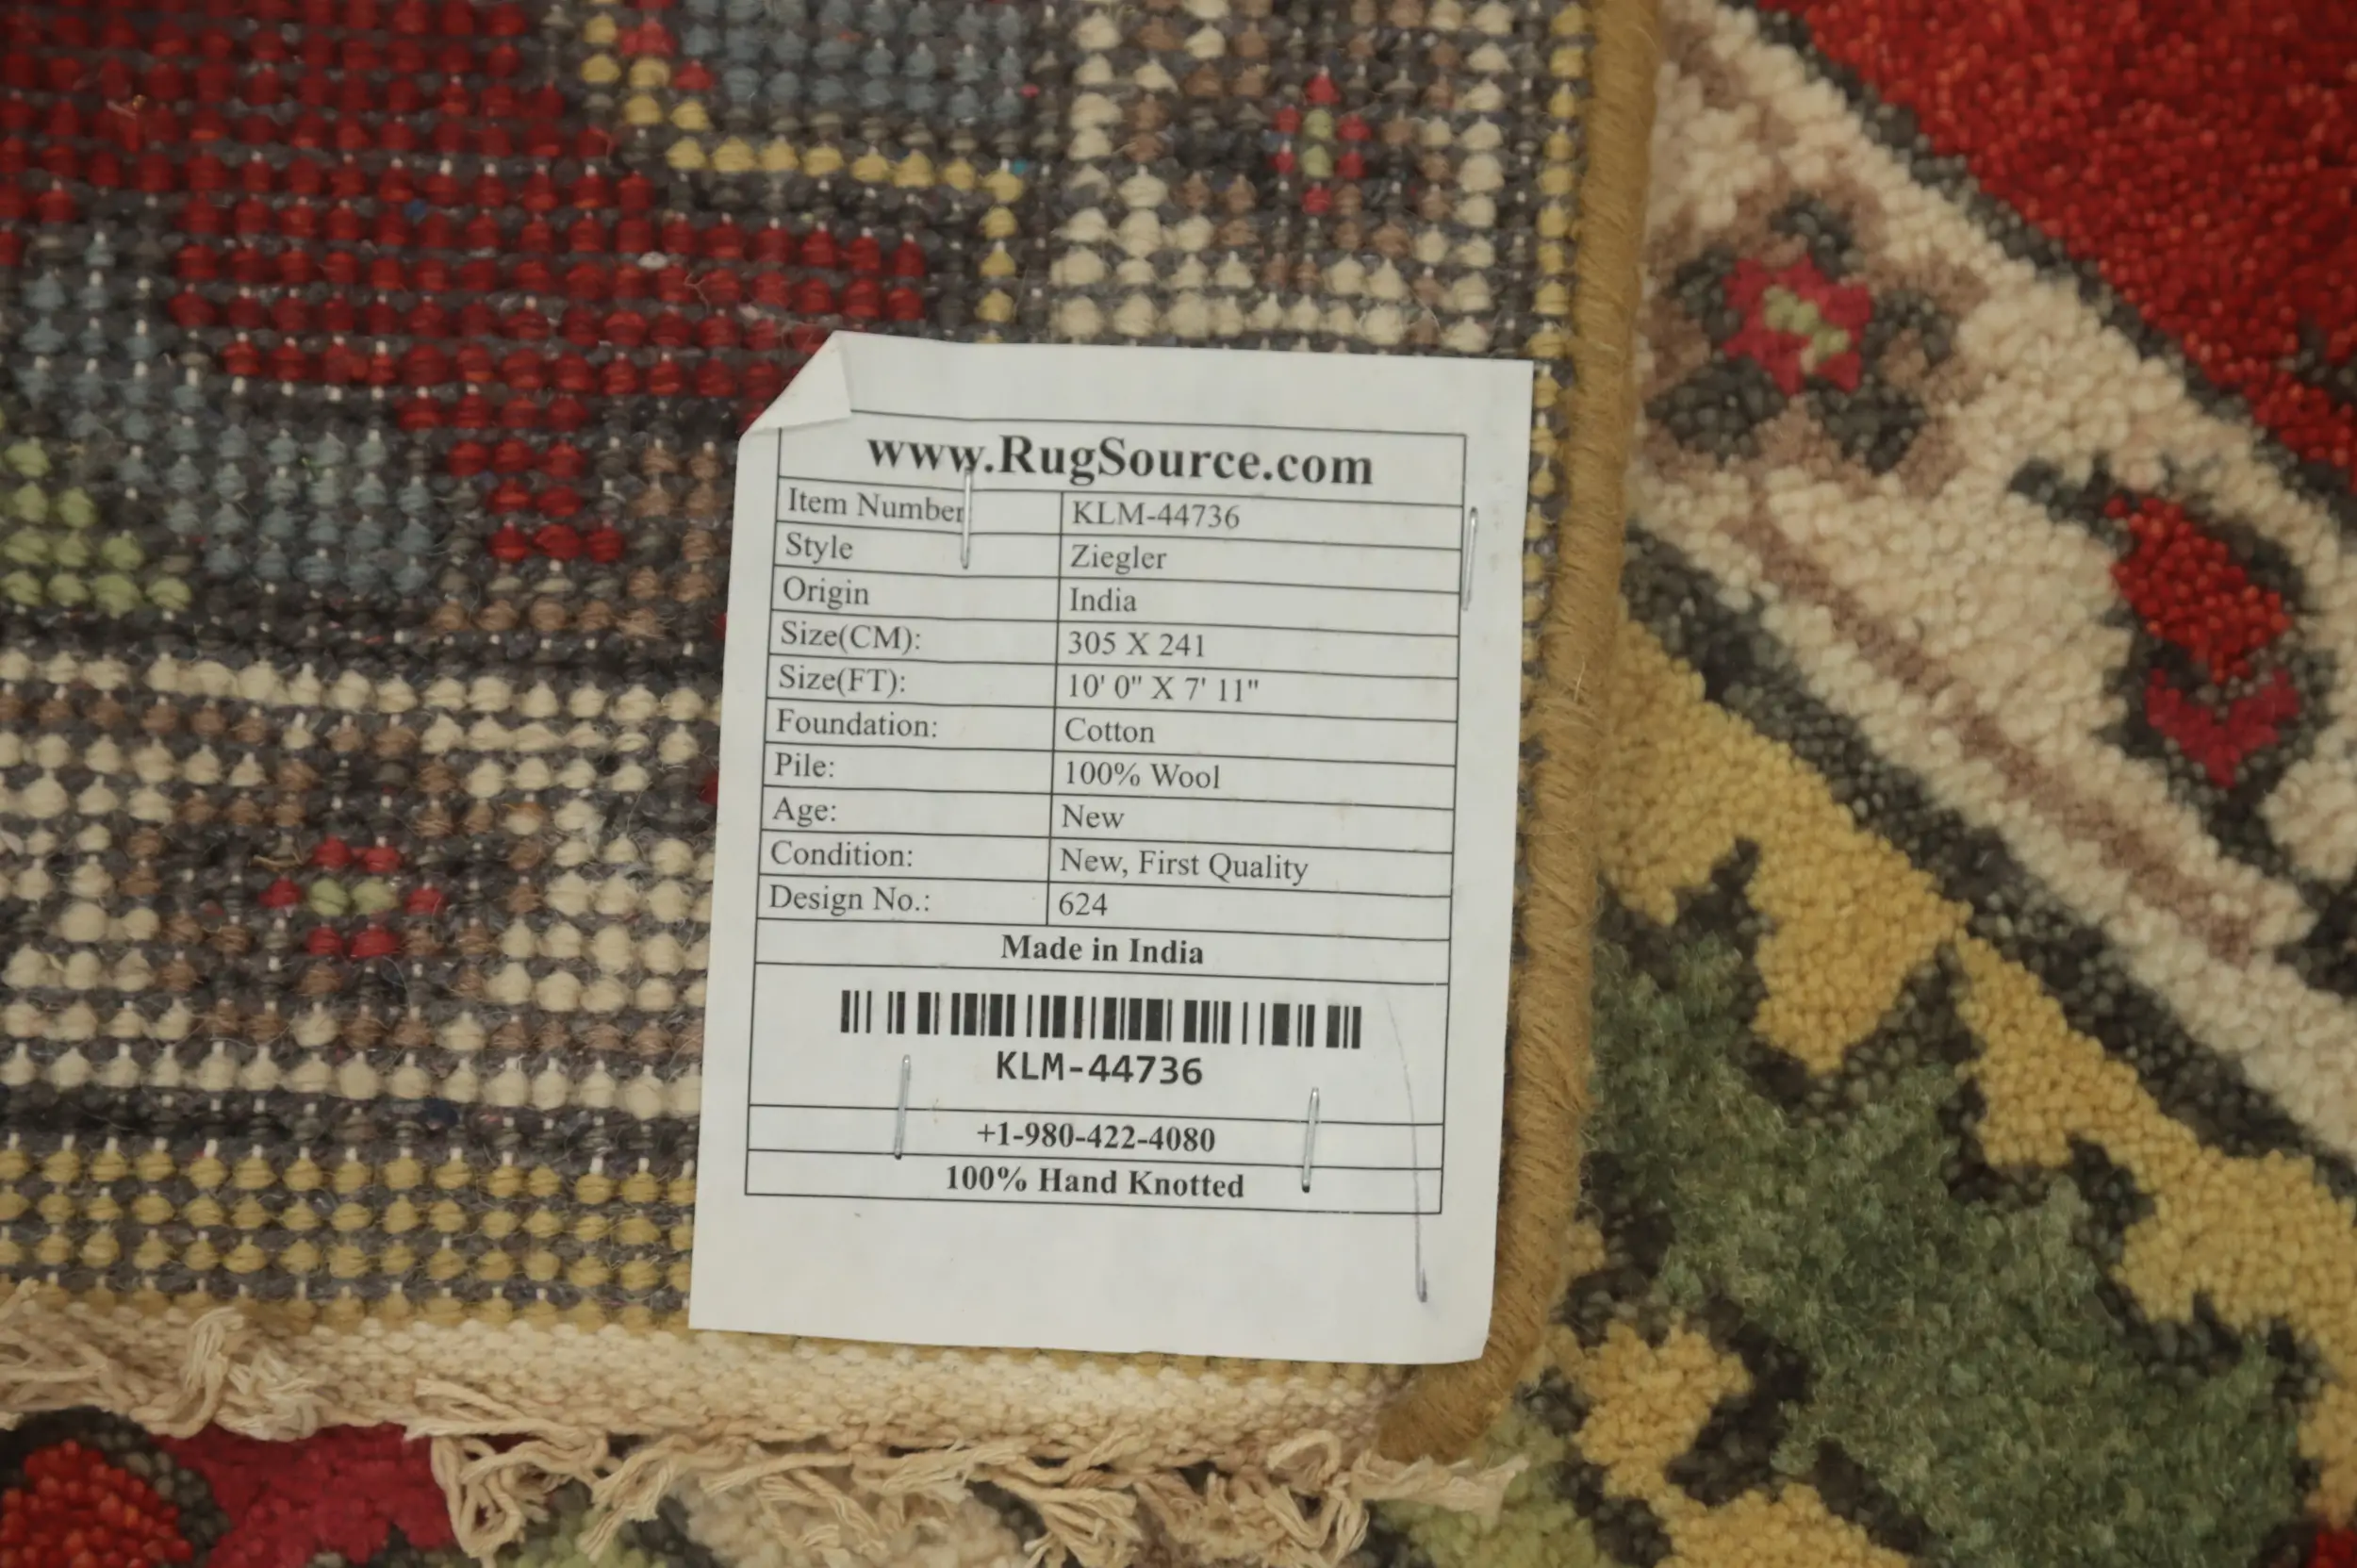 www.RugSource.com
Item Number KLM-44736
Style Ziegler
Origin India
Size(CM): 305 X 241
Size(FT): 10' 0" X 7' 11"
Foundation: Cotton
Pile: 100% Wool
Age: New
Condition: New, First Quality
Design No.: 624
Made in India
KLM-44736
+1-980-422-4080
100% Hand Knotted